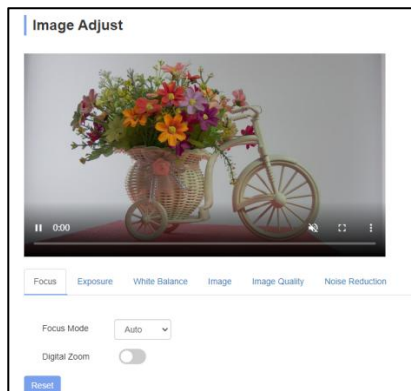 Image Adjust
0:00
Focus Exposure White Balance Image Image Quality Noise Reduction
Focus Mode Auto
Digital Zoom
Reset